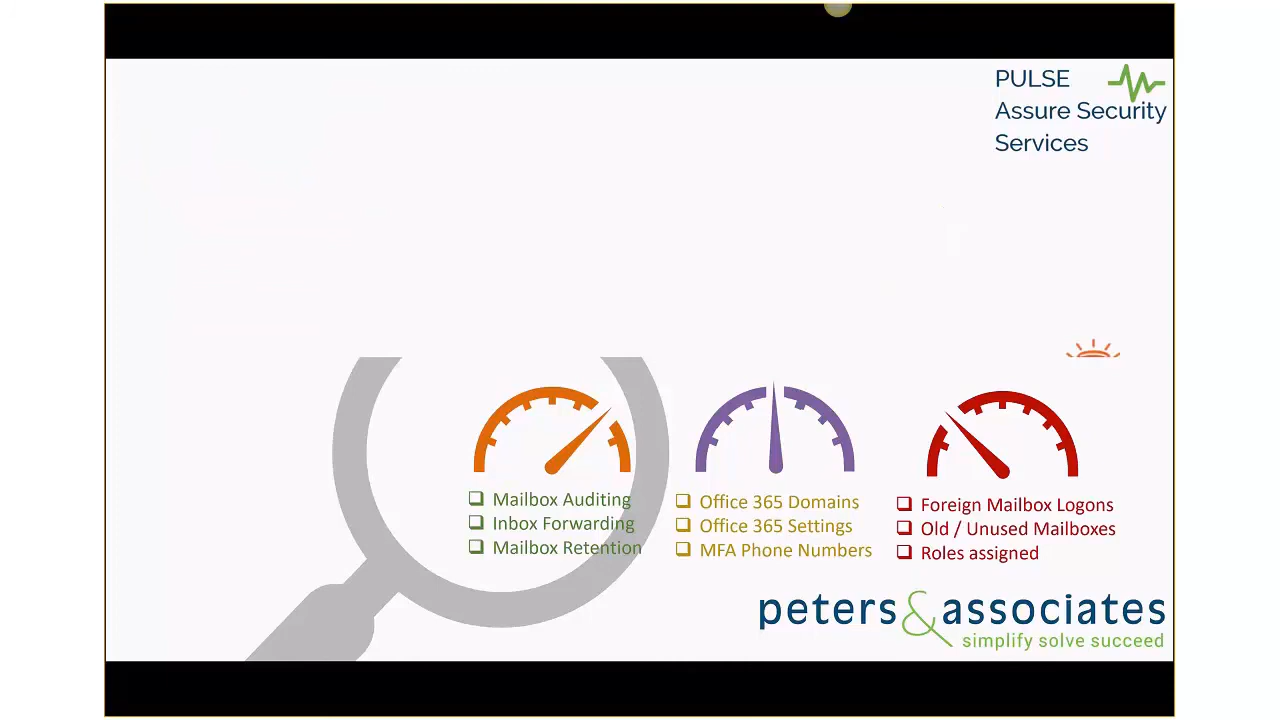 PULSE
Assure Security
Services
Mailbox Auditing
Inbox Forwarding
Mailbox Retention
Office 365 Domains
Office 365 Settings
MFA Phone Numbers
Foreign Mailbox Logons
Old / Unused Mailboxes
Roles assigned
peters & associates
simplify solve succeed